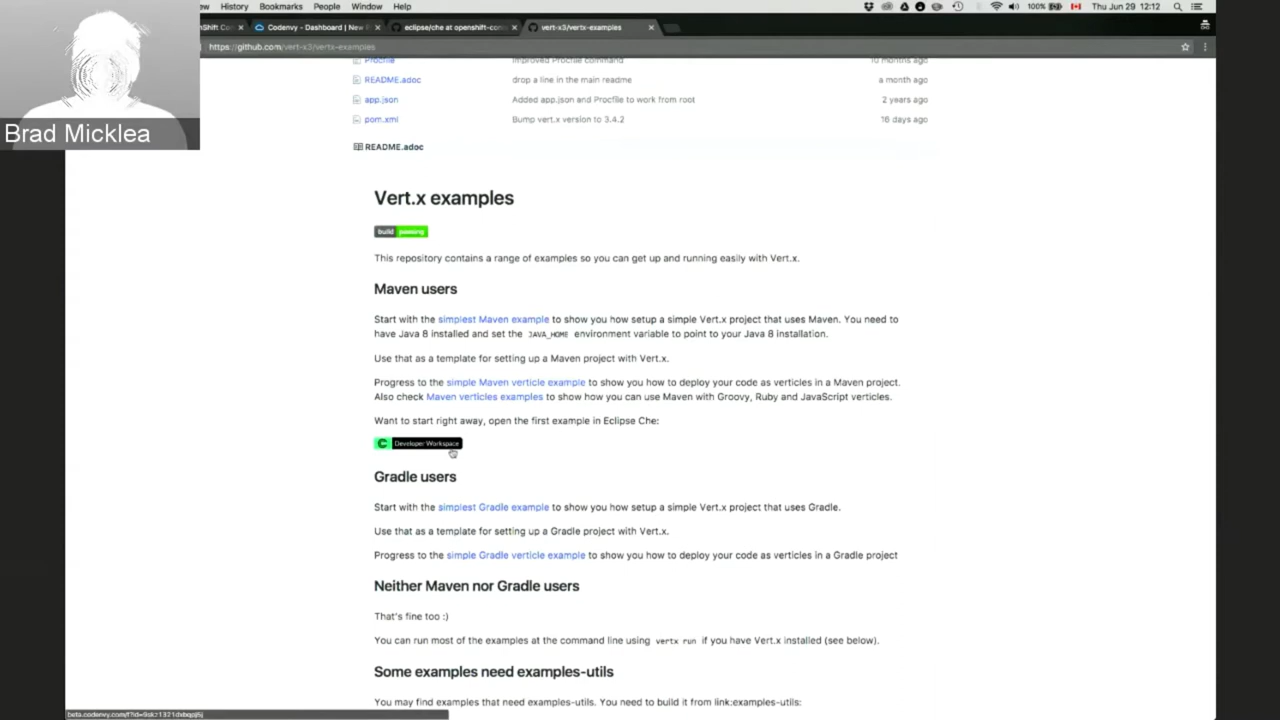 History Bookmarks People Window Help
100% Thu Jun 29 12:12
Codenvy - Dashboard | New
eclipse/che at openshift-con
vert-x3/vertx-examples
https://github.com/vert-x3/vertx-examples
Brad Micklea
Procfile Improved Procfile command 10 months ago
README.adoc drop a line in the main readme a month ago
app.json Added app.json and Procfile to work from root 2 years ago
pom.xml Bump vert.x version to 3.4.2 16 days ago
README.adoc
Vert.x examples
build passing
This repository contains a range of examples so you can get up and running easily with Vert.x.
Maven users
Start with the simplest Maven example to show you how setup a simple Vert.x project that uses Maven. You need to
have Java 8 installed and set the JAVA_HOME environment variable to point to your Java 8 installation.
Use that as a template for setting up a Maven project with Vert.x.
Progress to the simple Maven verticle example to show you how to deploy your code as verticles in a Maven project.
Also check Maven verticles examples to show how you can use Maven with Groovy, Ruby and JavaScript verticles.
Want to start right away, open the first example in Eclipse Che:
Developer Workspace
Gradle users
Start with the simplest Gradle example to show you how setup a simple Vert.x project that uses Gradle.
Use that as a template for setting up a Gradle project with Vert.x.
Progress to the simple Gradle verticle example to show you how to deploy your code as verticles in a Gradle project
Neither Maven nor Gradle users
That's fine too :)
You can run most of the examples at the command line using vertx run if you have Vert.x installed (see below).
Some examples need examples-utils
You may find examples that need examples-utils. You need to build it from link:examples-utils: